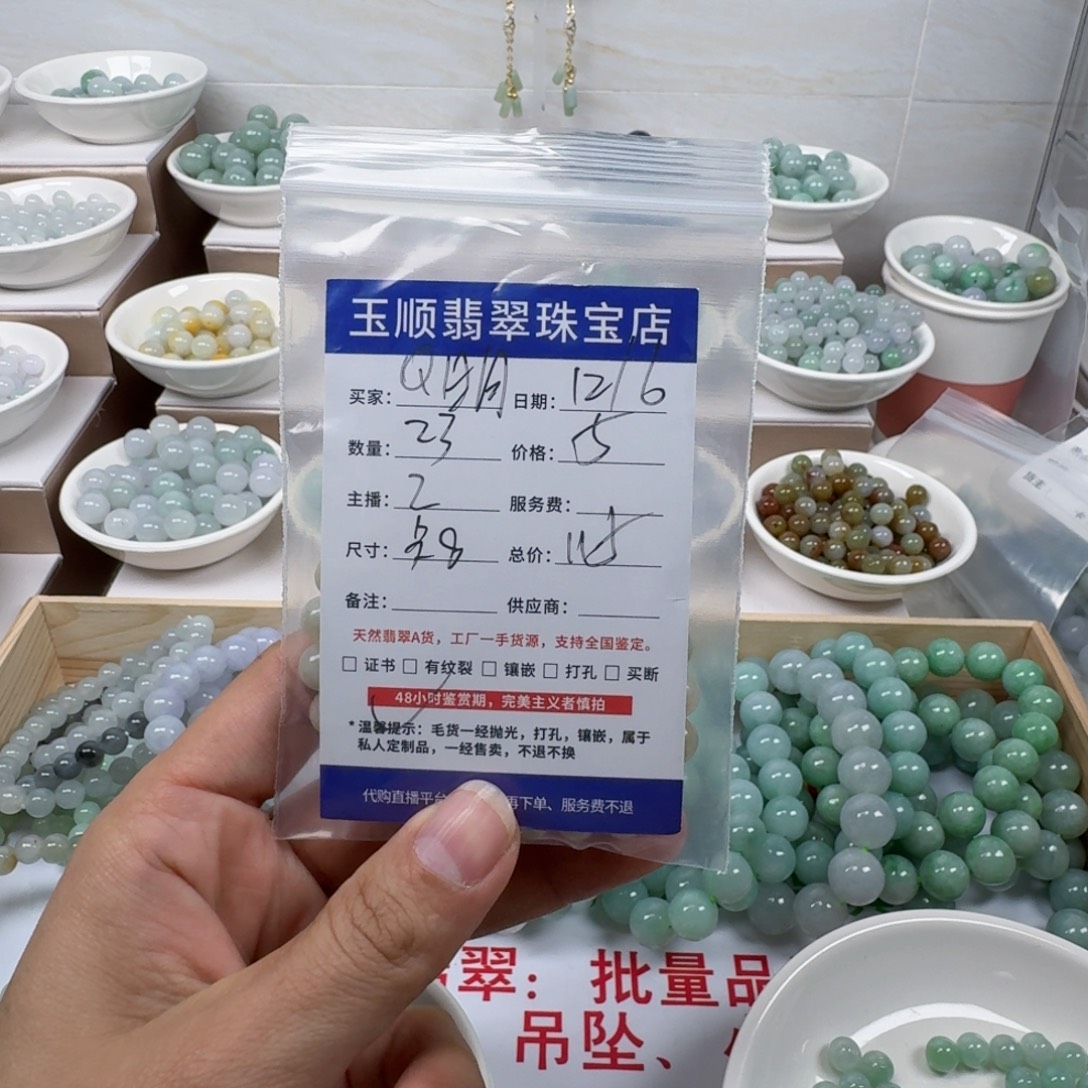 玉顺翡翠珠宝店
买家: 日期: 12/6
数量: 23 价格: 5
主播: 2 服务费:
尺寸: 8 总价: 115
备注: 供应商:
天然翡翠A货，工厂一手货源，支持全国鉴定。
□ 证书 □ 有纹裂 □ 镶嵌 □ 打孔 □ 买断
48小时鉴赏期，完美主义者慎拍
* 温馨提示：毛货一经抛光，打孔，镶嵌，属于
私人定制品，一经售卖，不退不换
代购直播平台 再下单、服务费不退
翠：批量品
吊坠、